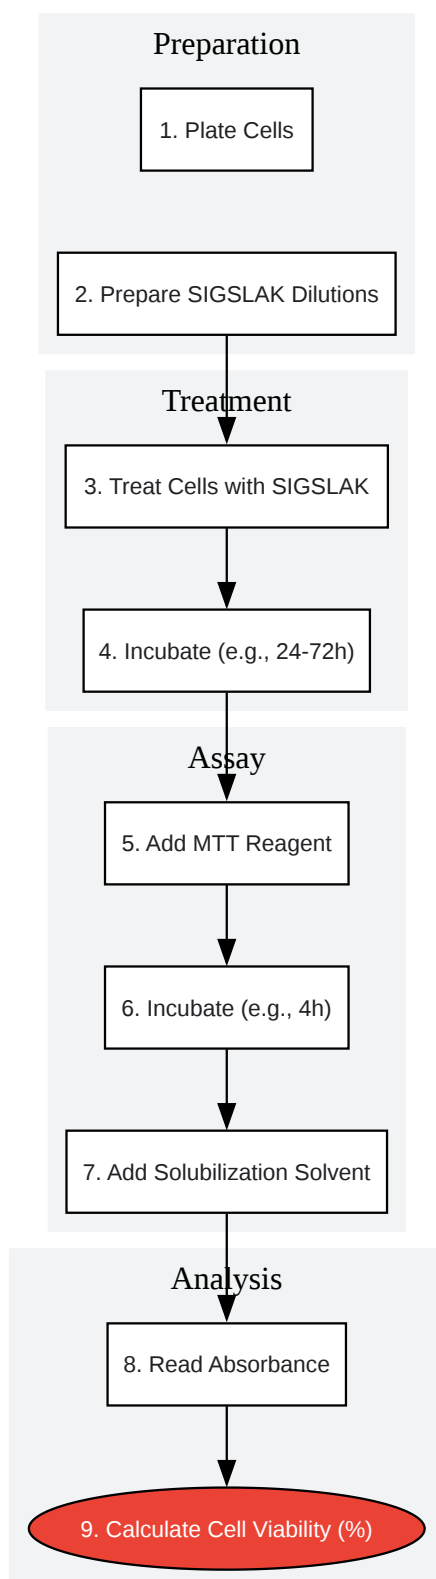 Preparation
1. Plate Cells
2. Prepare SIGSLAK Dilutions
Treatment
3. Treat Cells with SIGSLAK
4. Incubate (e.g., 24-72h)
Assay
5. Add MTT Reagent
6. Incubate (e.g., 4h)
7. Add Solubilization Solvent
Analysis
8. Read Absorbance
9. Calculate Cell Viability (%)